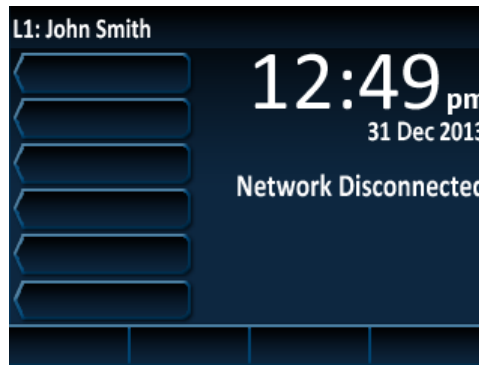 L1: John Smith
12:49 pm
31 Dec 2013
Network Disconnected